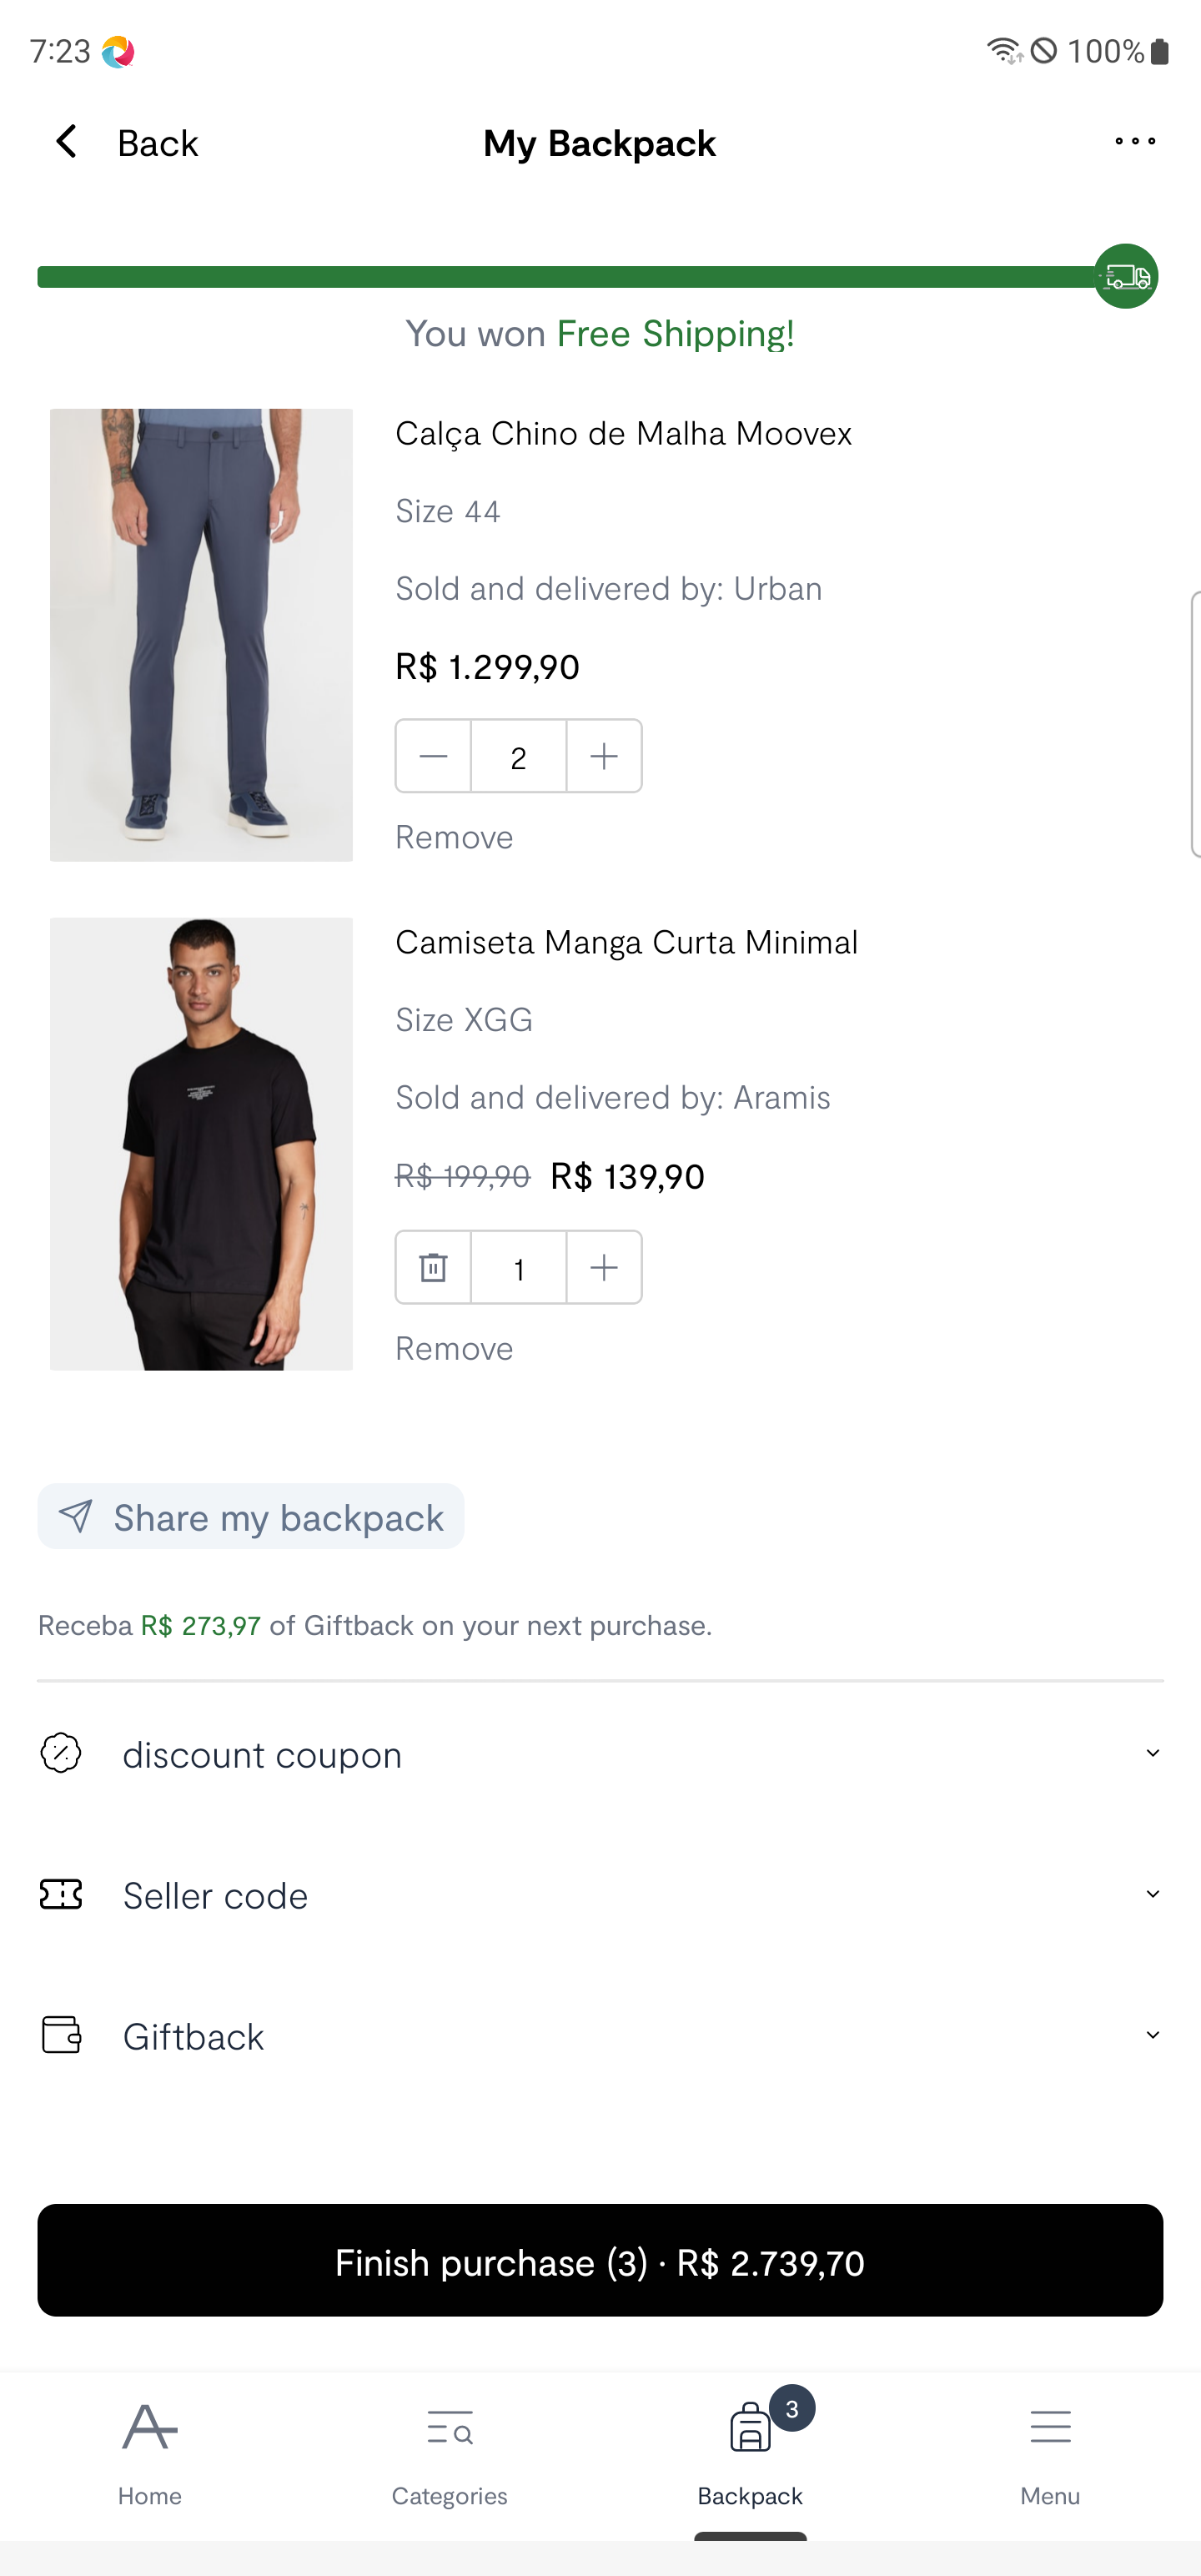 7:23
100%
Back
My Backpack
You won Free Shipping!
Calça Chino de Malha Moovex
Size 44
Sold and delivered by: Urban
R$ 1.299,90
2
Remove
Camiseta Manga Curta Minimal
Size XGG
Sold and delivered by: Aramis
R$ 199,90 R$ 139,90
1
Remove
Share my backpack
Receba R$ 273,97 of Giftback on your next purchase.
discount coupon
Seller code
Giftback
Finish purchase (3) · R$ 2.739,70
3
Home
Categories
Backpack
Menu